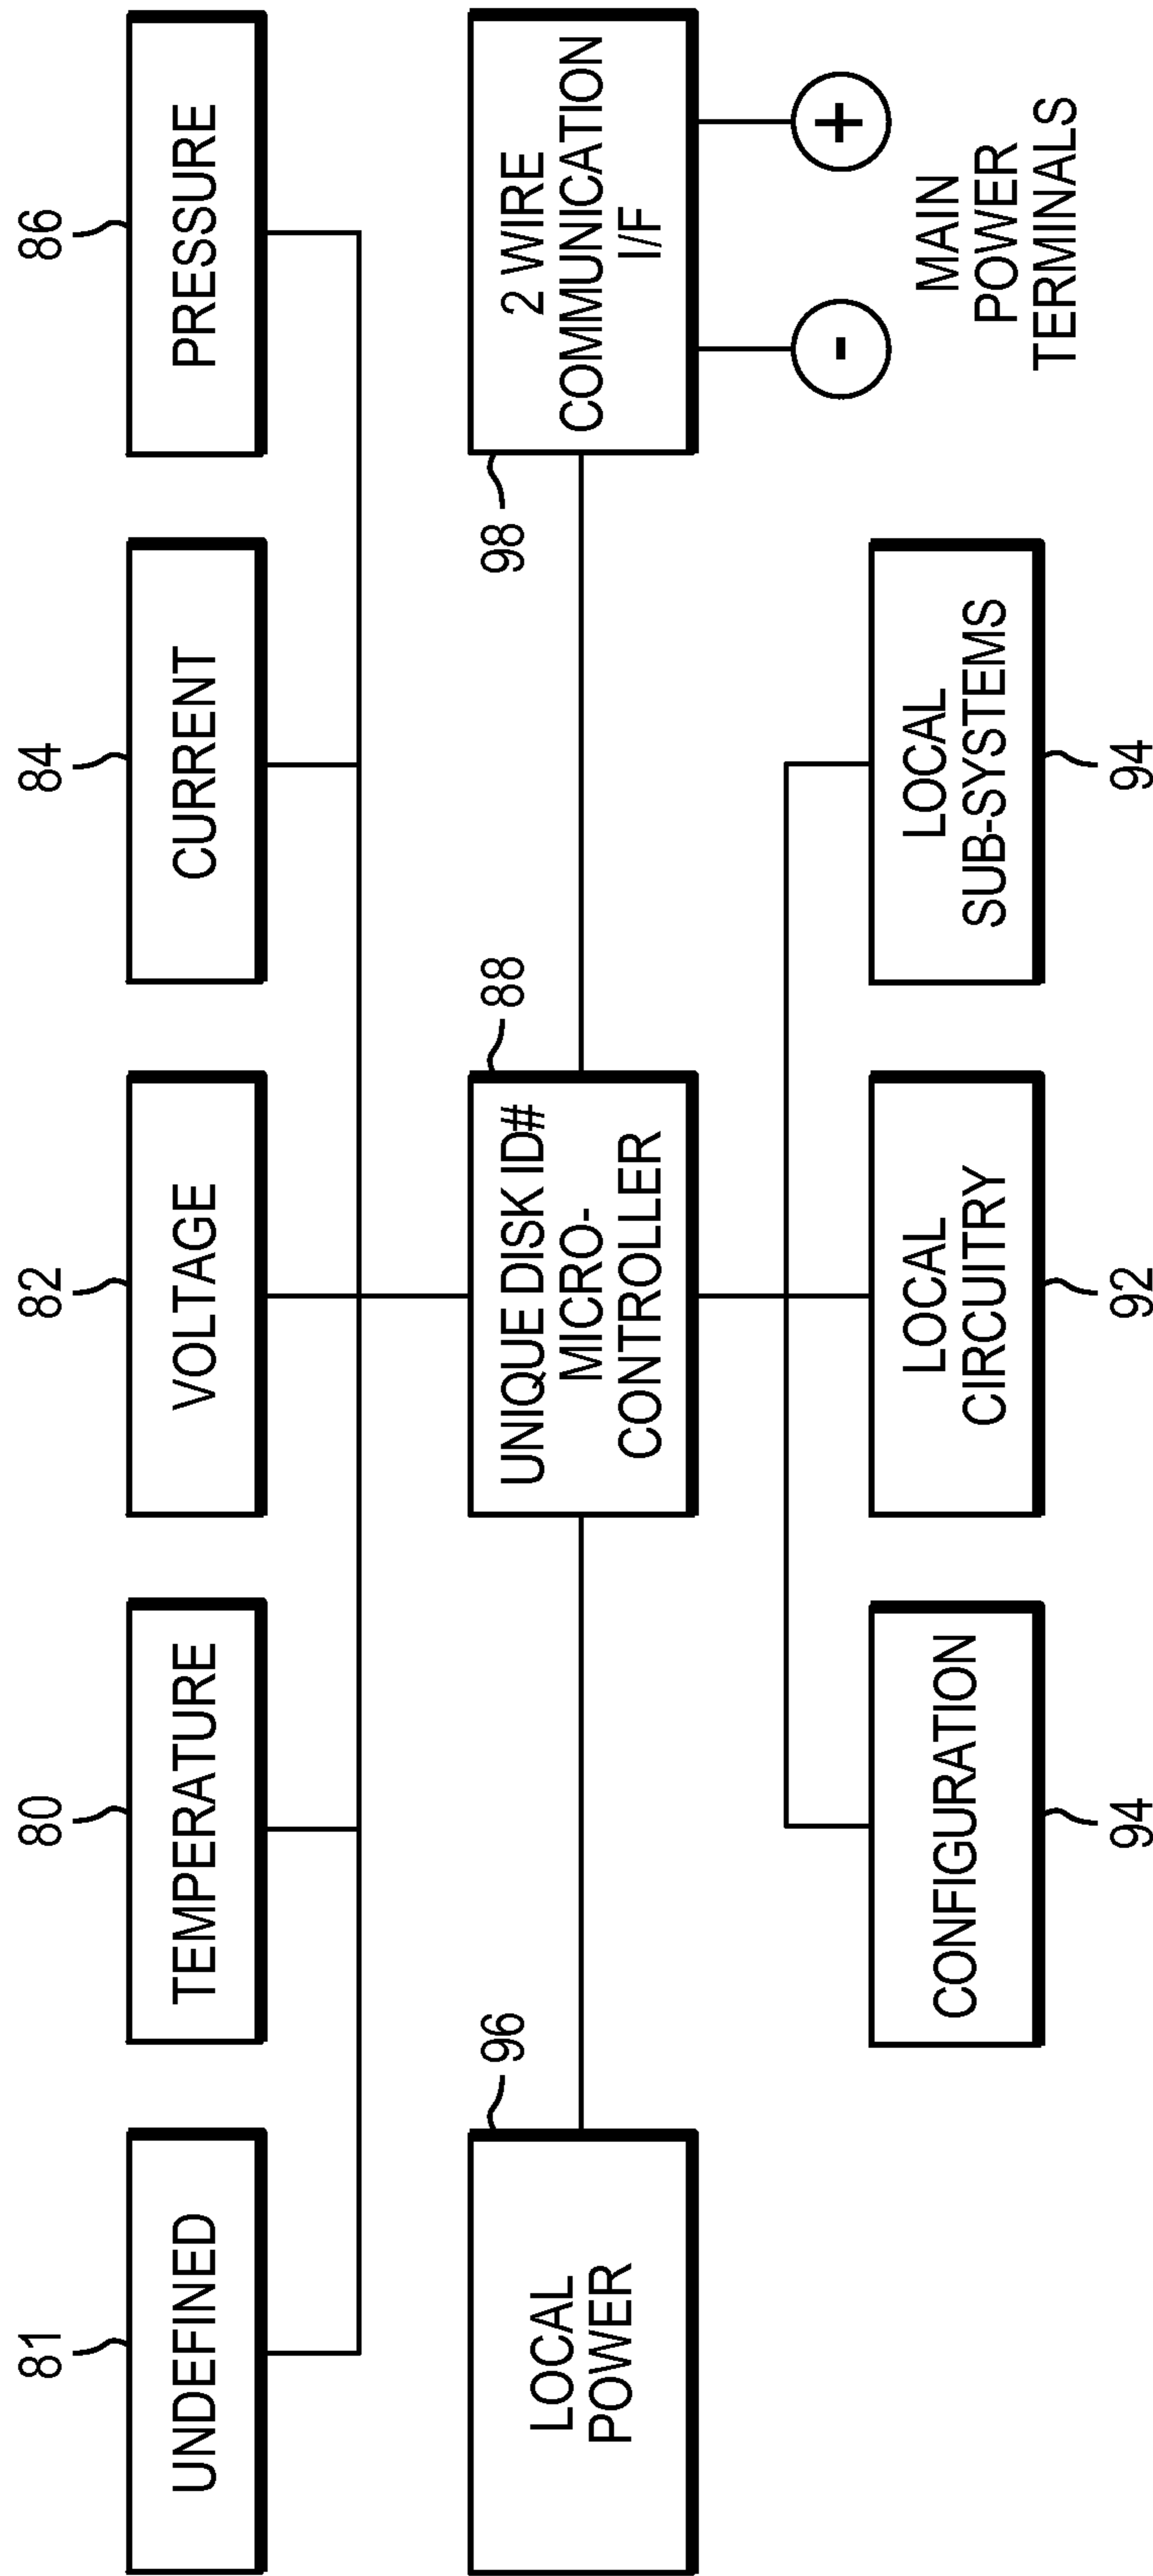 81
80
82
84
86
UNDEFINED
TEMPERATURE
VOLTAGE
CURRENT
PRESSURE
96
88
98
LOCAL
POWER
UNIQUE DISK ID#
MICRO-
CONTROLLER
2 WIRE
COMMUNICATION
I/F
-
+
MAIN
POWER
TERMINALS
CONFIGURATION
LOCAL
CIRCUITRY
LOCAL
SUB-SYSTEMS
94
92
94